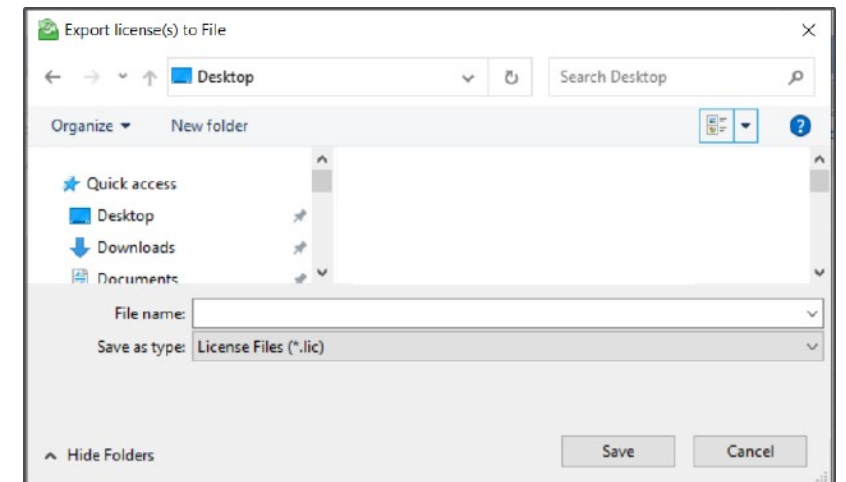 Export license(s) to File
Desktop
Search Desktop
Organize
New folder
Quick access
Desktop
Downloads
Documents
File name:
Save as type: License Files (*.lic)
Hide Folders
Save
Cancel